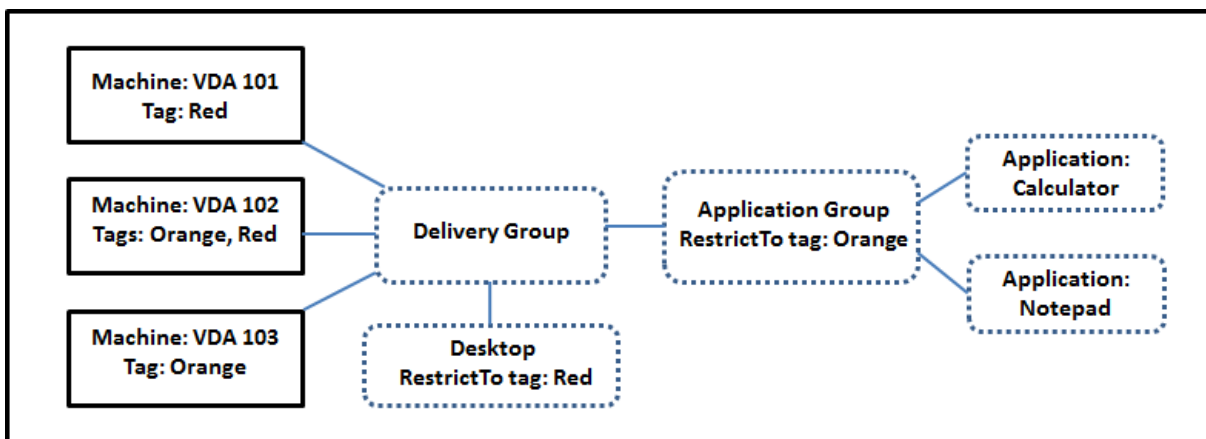 Machine: VDA 101
Tag: Red
Machine: VDA 102
Tags: Orange, Red
Machine: VDA 103
Tag: Orange
Delivery Group
Desktop
RestrictTo tag: Red
Application Group
RestrictTo tag: Orange
Application:
Calculator
Application:
Notepad